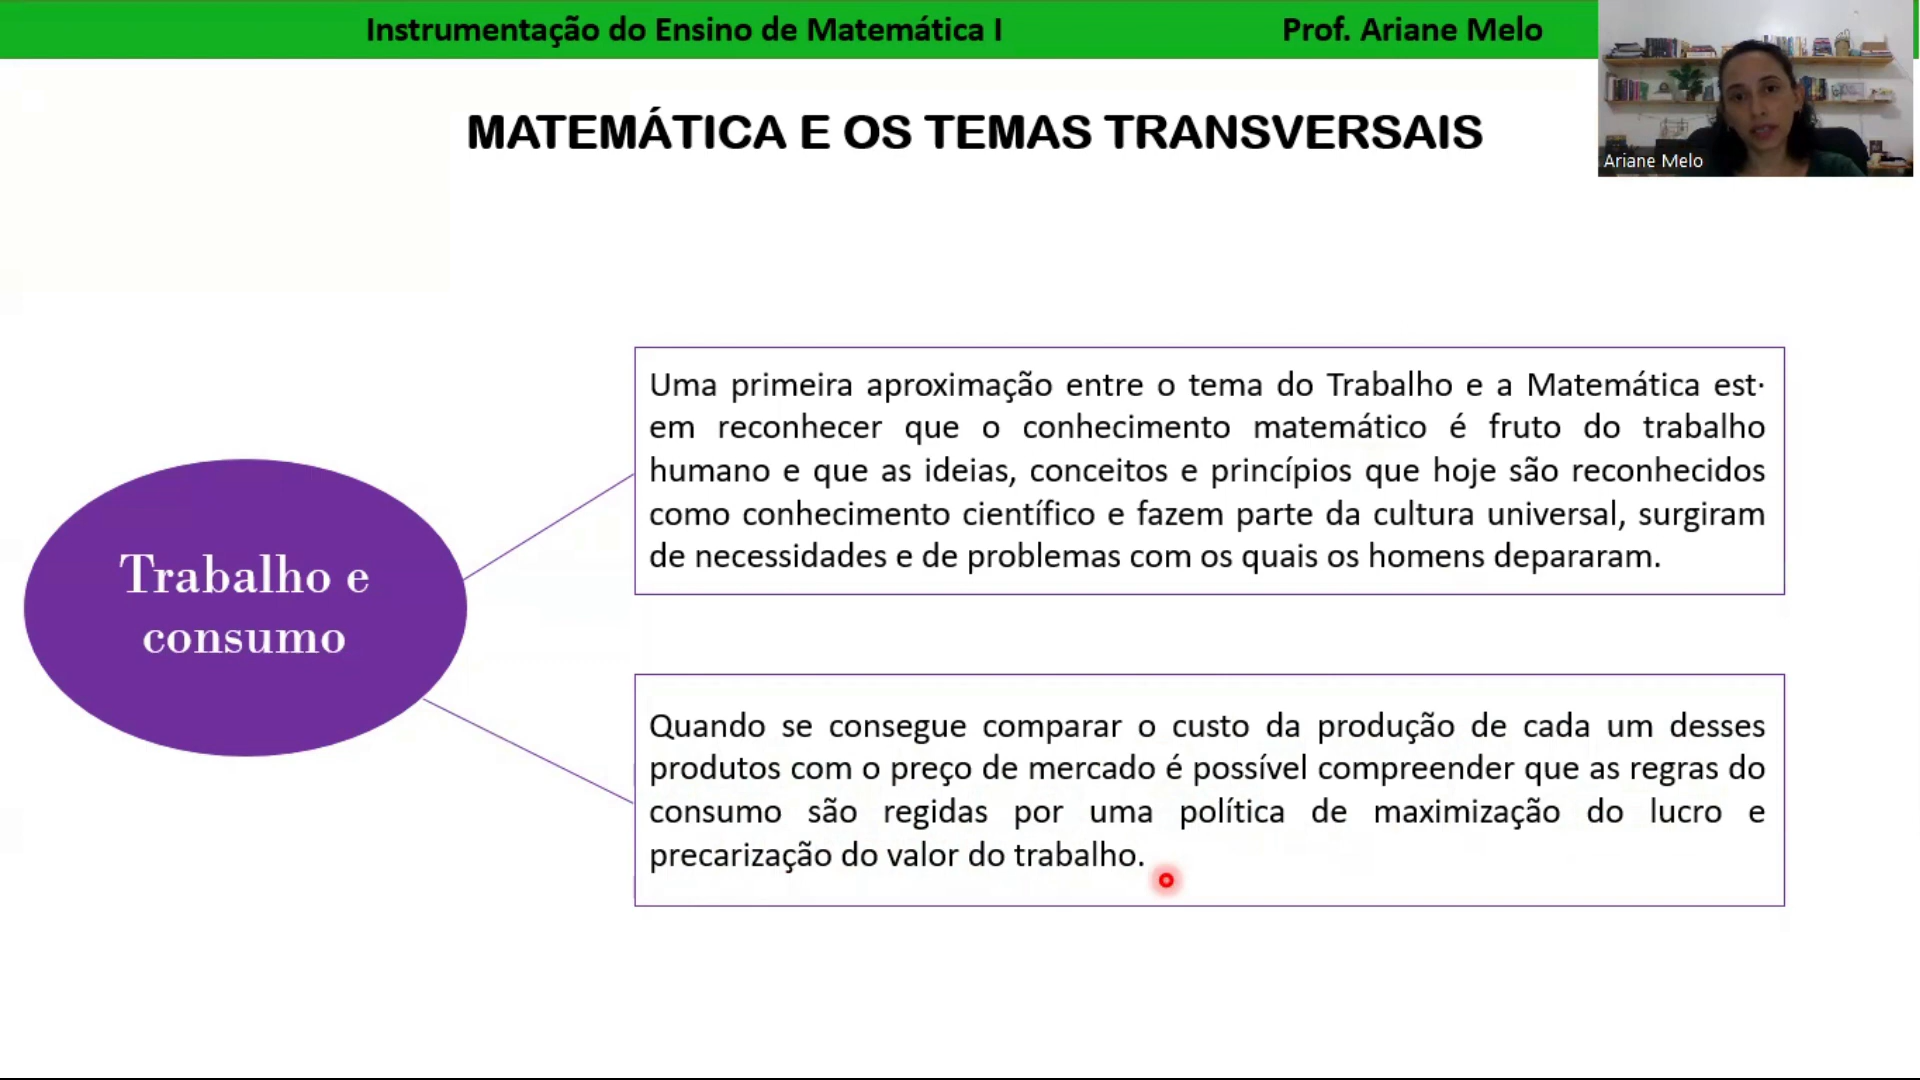 Instrumentação do Ensino de Matemática I
Prof. Ariane Melo
Ariane Melo
MATEMÁTICA E OS TEMAS TRANSVERSAIS
Trabalho e
consumo
Uma primeira aproximação entre o tema do Trabalho e a Matemática est·
em reconhecer que o conhecimento matemático é fruto do trabalho
humano e que as ideias, conceitos e princípios que hoje são reconhecidos
como conhecimento científico e fazem parte da cultura universal, surgiram
de necessidades e de problemas com os quais os homens depararam.
Quando se consegue comparar o custo da produção de cada um desses
produtos com o preço de mercado é possível compreender que as regras do
consumo são regidas por uma política de maximização do lucro e
precarização do valor do trabalho.